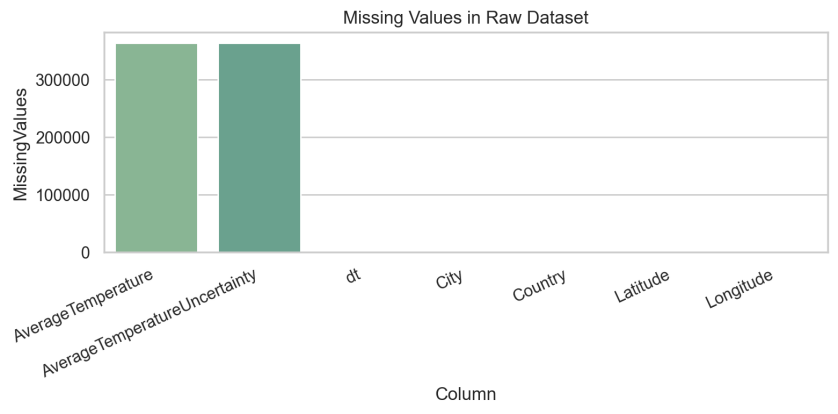 Missing Values in Raw Dataset
MissingValues
300000
200000
100000
0
AverageTemperature
AverageTemperatureUncertainty
dt
City
Country
Latitude
Longitude
Column